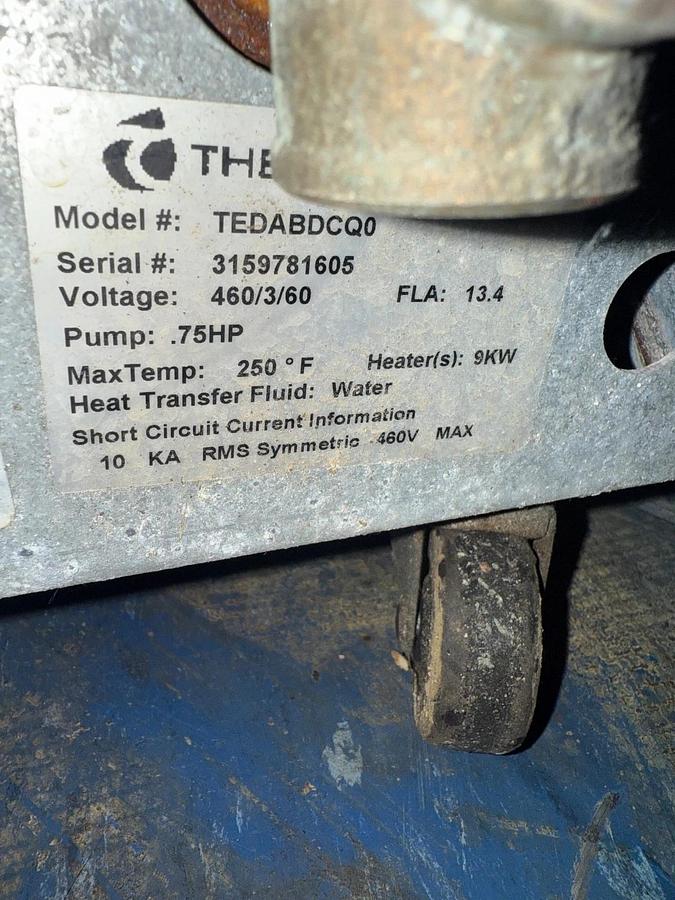 THE
Model #: TEDABDCQ0
Serial #: 3159781605
Voltage: 460/3/60 FLA: 13.4
Pump: .75HP
MaxTemp: 250 °F Heater(s): 9KW
Heat Transfer Fluid: Water
Short Circuit Current Information
10 KA RMS Symmetric 460V MAX